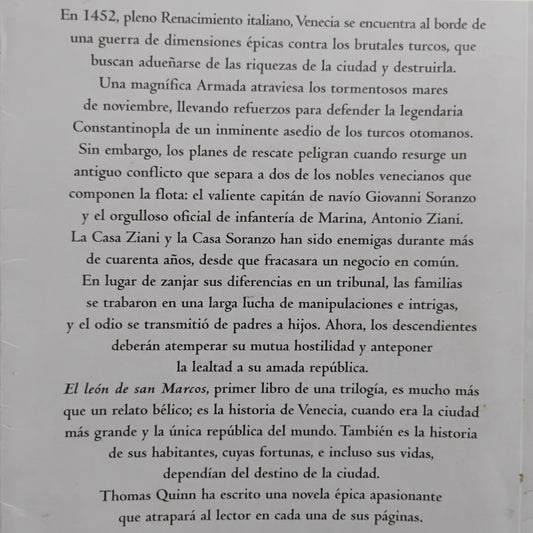 En 1452, pleno Renacimiento italiano, Venecia se encuentra al borde de
una guerra de dimensiones épicas contra los brutales turcos, que
buscan adueñarse de las riquezas de la ciudad y destruirla.
Una magnífica Armada atraviesa los tormentosos mares
de noviembre, llevando refuerzos para defender la legendaria
Constantinopla de un inminente asedio de los turcos otomanos.
Sin embargo, los planes de rescate peligran cuando resurge un
antiguo conflicto que separa a dos de los nobles venecianos que
componen la flota: el valiente capitán de navío Giovanni Soranzo
y el orgulloso oficial de infantería de Marina, Antonio Ziani.
La Casa Ziani y la Casa Soranzo han sido enemigas durante más
de cuarenta años, desde que fracasara un negocio en común.
En lugar de zanjar sus diferencias en un tribunal, las familias
se trabaron en una larga lucha de manipulaciones e intrigas,
y el odio se transmitió de padres a hijos. Ahora, los descendientes
deberán atemperar su mutua hostilidad y anteponer
la lealtad a su amada república.
El león de san Marcos, primer libro de una trilogía, es mucho más
que un relato bélico; es la historia de Venecia, cuando era la ciudad
más grande y la única república del mundo. También es la historia
de sus habitantes, cuyas fortunas, e incluso sus vidas,
dependían del destino de la ciudad.
Thomas Quinn ha escrito una novela épica apasionante
que atrapará al lector en cada una de sus páginas.